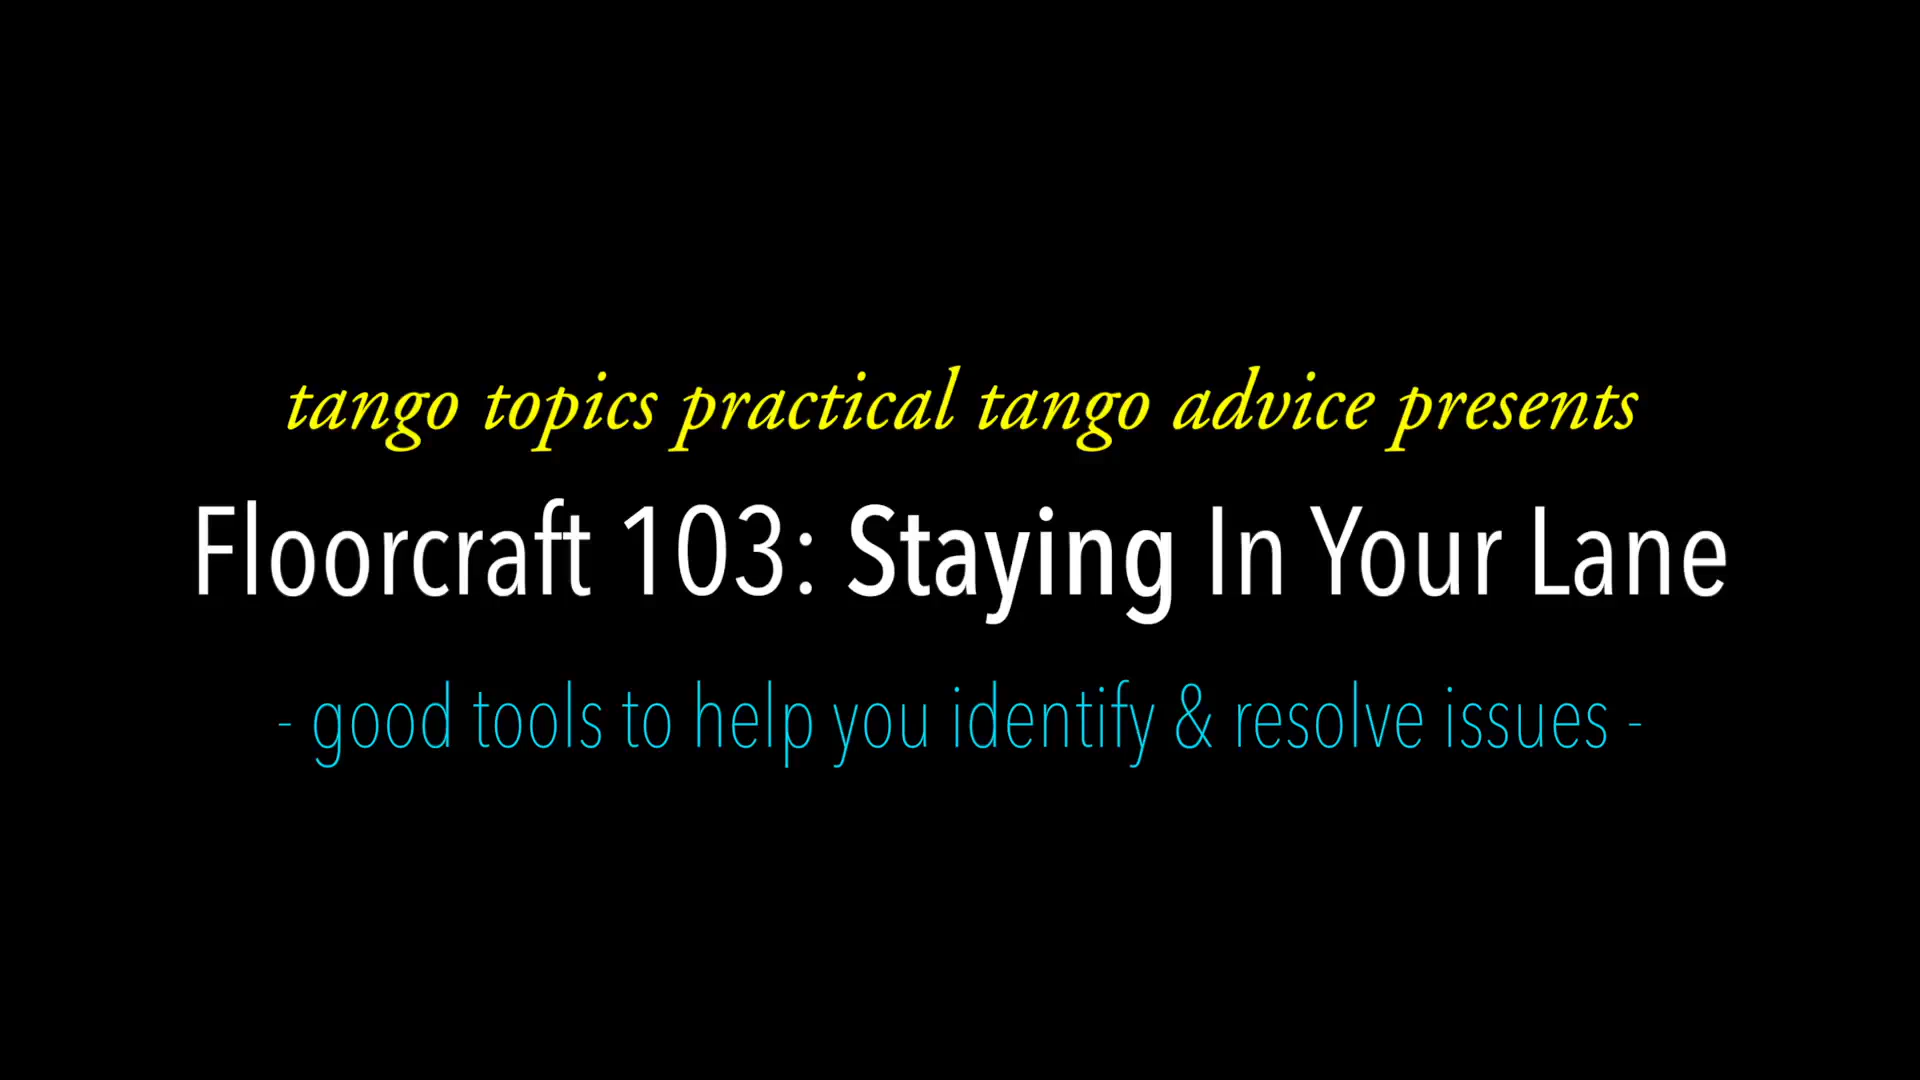 tango topics practical tango advice presents
Floorcraft 103: Staying In Your Lane
- good tools to help you identify & resolve issues -